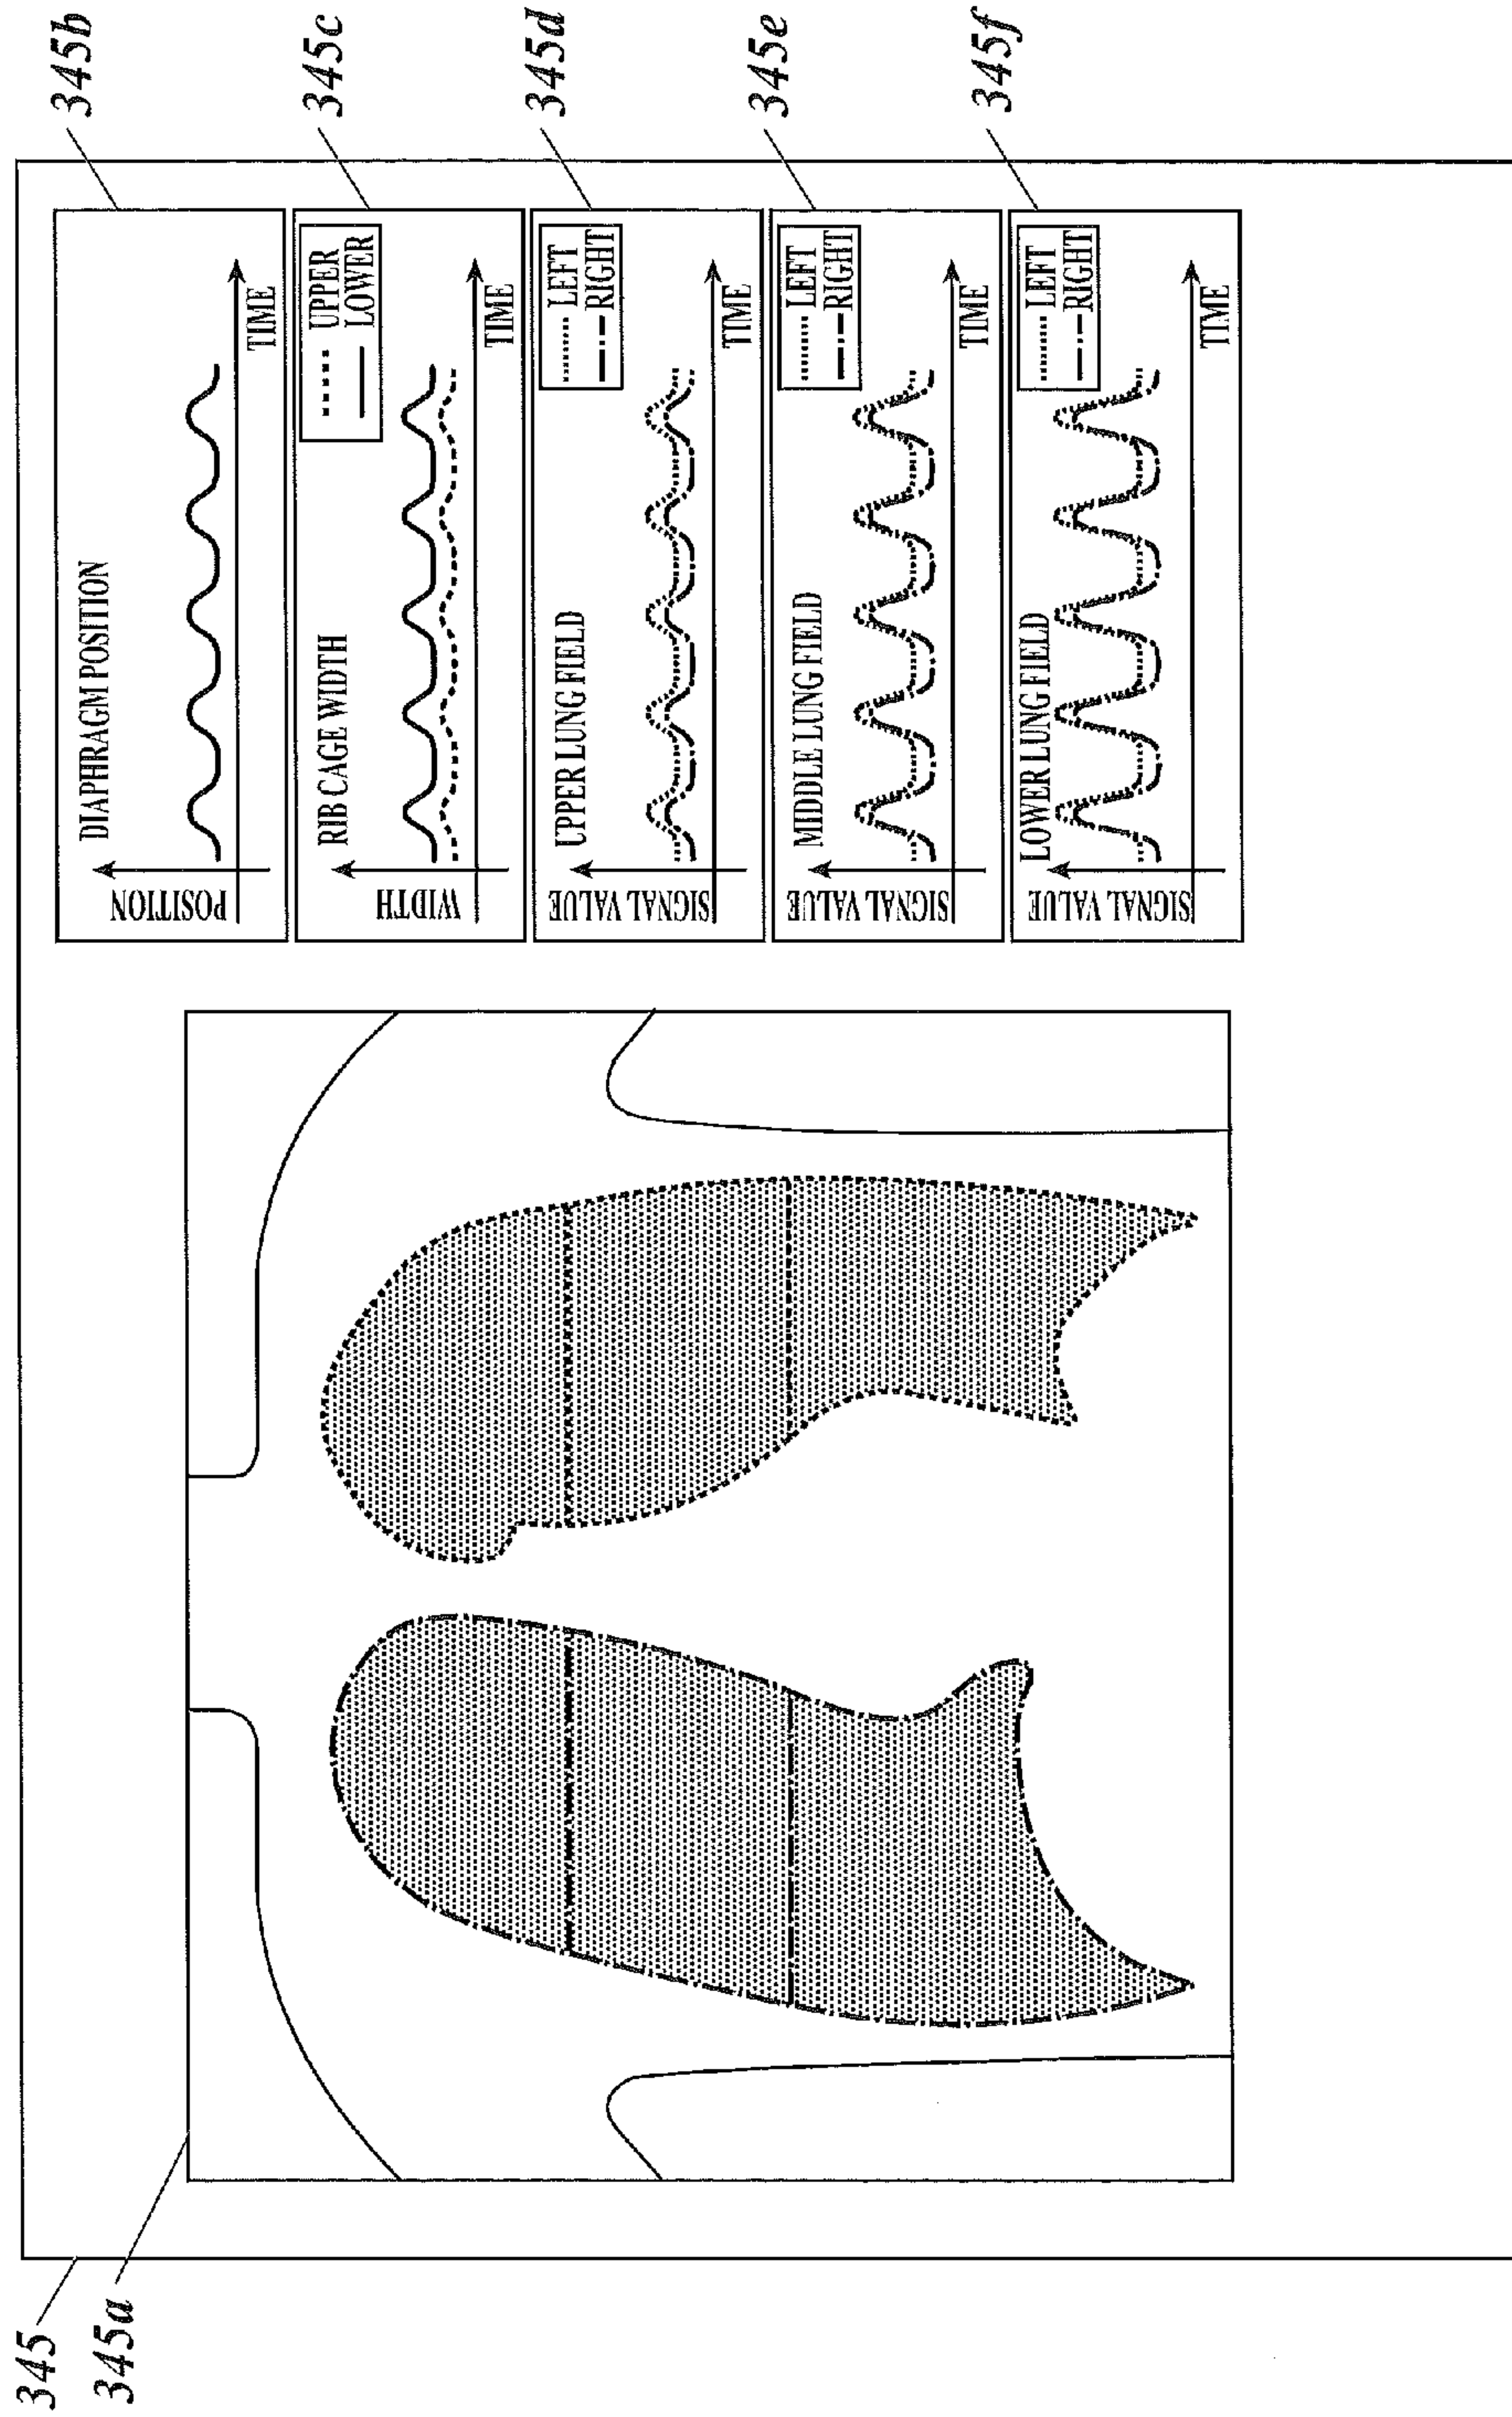 345
345a
345b
DIAPHRAGM POSITION
POSITION
TIME
345c
RIB CAGE WIDTH
UPPER
LOWER
WIDTH
TIME
345d
UPPER LUNG FIELD
LEFT
RIGHT
SIGNAL VALUE
TIME
345e
MIDDLE LUNG FIELD
LEFT
RIGHT
SIGNAL VALUE
TIME
345f
LOWER LUNG FIELD
LEFT
RIGHT
SIGNAL VALUE
TIME